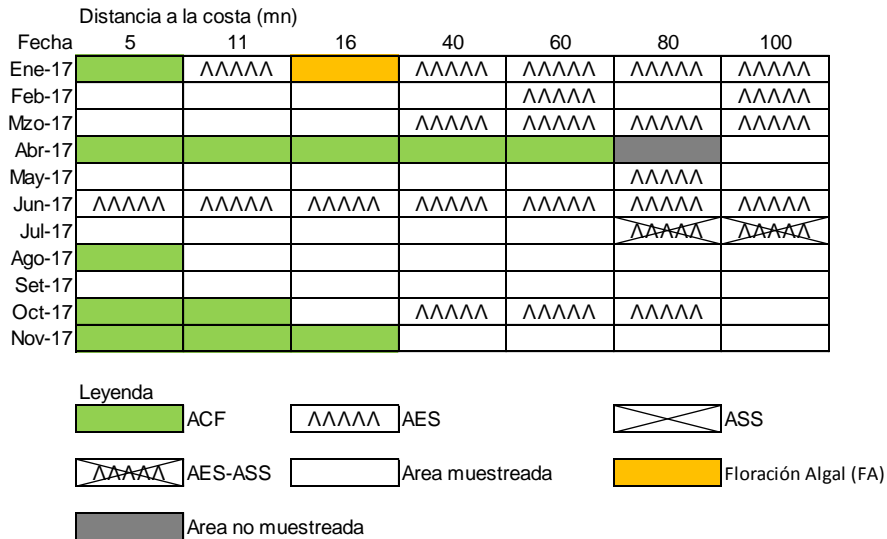 Distancia a la costa (mn)
Fecha 5 11 16 40 60 80 100
Ene-17 ΛΛΛΛΛ ΛΛΛΛΛ ΛΛΛΛΛ ΛΛΛΛΛ ΛΛΛΛΛ
Feb-17 ΛΛΛΛΛ ΛΛΛΛΛ
Mzo-17 ΛΛΛΛΛ ΛΛΛΛΛ ΛΛΛΛΛ ΛΛΛΛΛ
Abr-17
May-17 ΛΛΛΛΛ
Jun-17 ΛΛΛΛΛ ΛΛΛΛΛ ΛΛΛΛΛ ΛΛΛΛΛ ΛΛΛΛΛ ΛΛΛΛΛ ΛΛΛΛΛ
Jul-17 ΛΛΛΛΛ ΛΛΛΛΛ
Ago-17
Set-17
Oct-17 ΛΛΛΛΛ ΛΛΛΛΛ ΛΛΛΛΛ
Nov-17
Leyenda
ACF ΛΛΛΛΛ AES ASS
ΛΛΛΛΛ AES-ASS Area muestreada Floración Algal (FA)
Area no muestreada